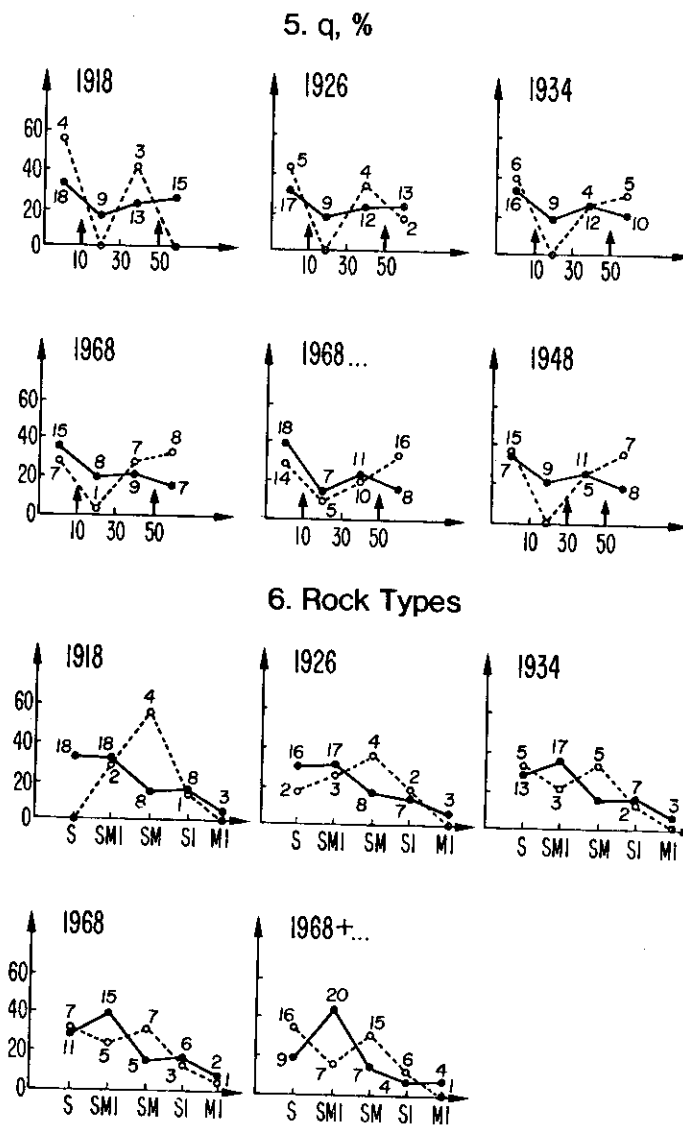 5. q, %
1918 1926 1934
60 40 20 0
4 3 18 9 13 15
5 4 13 17 9 12 2
6 4 5 16 9 12 10
10 30 50 10 30 50 10 30 50
1968 1968... 1948
60 40 20 0
15 8 7 8 7 1 9 7
18 7 11 16 14 5 10 8
15 9 11 7 7 5 8
10 30 50 10 30 50 10 30 50
6. Rock Types
1918 1926 1934
60 40 20 0
18 18 4 8 3 2 8 1
16 17 4 2 3 2 3 8 7
5 17 5 7 3 13 3 2
S SMI SM SI MI S SMI SM SI MI S SMI SM SI MI
1968 1968+...
60 40 20 0
7 15 7 6 2 11 5 5 3 1
16 20 15 6 4 9 7 7 4 1
S SMI SM SI MI S SMI SM SI MI